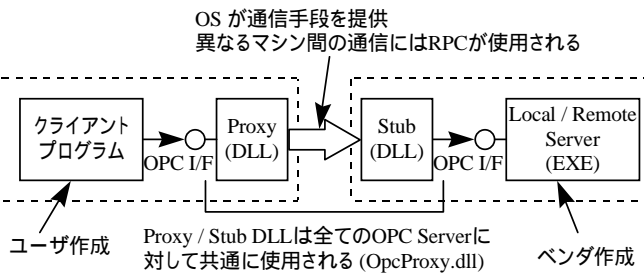 OS が通信手段を提供
異なるマシン間の通信にはRPCが使用される
クライアント
プログラム
OPC I/F
Proxy
(DLL)
Stub
(DLL)
OPC I/F
Local / Remote
Server
(EXE)
ユーザ作成
Proxy / Stub DLLは全てのOPC Serverに
対して共通に使用される (OpcProxy.dll)
ベンダ作成